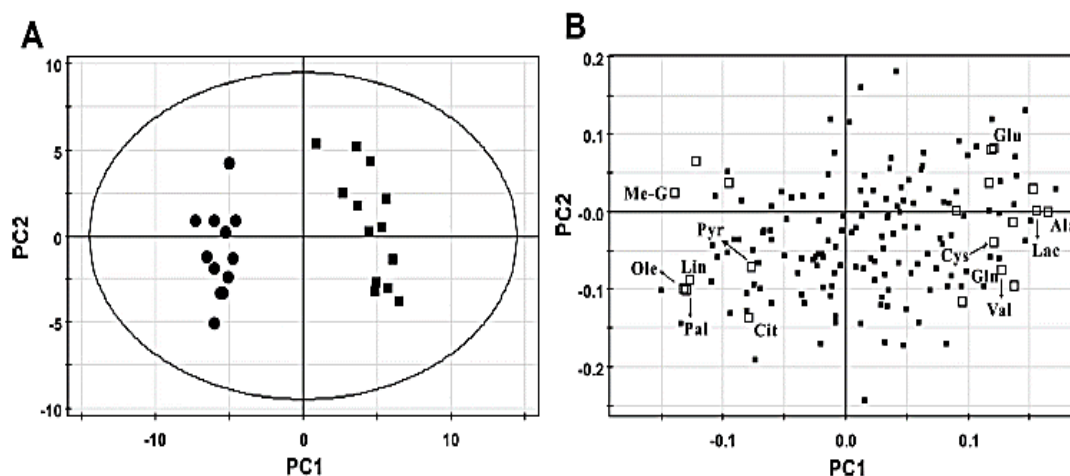 A
10
5
0
-5
-10
PC2
-10
0
10
PC1
B
0.2
0.1
-0.0
-0.1
-0.2
PC2
Glu
Me-G
Ala
Pyr
Cys
Lac
Ole
Lin
Gln
Pal
Cit
Val
-0.1
0.0
0.1
PC1